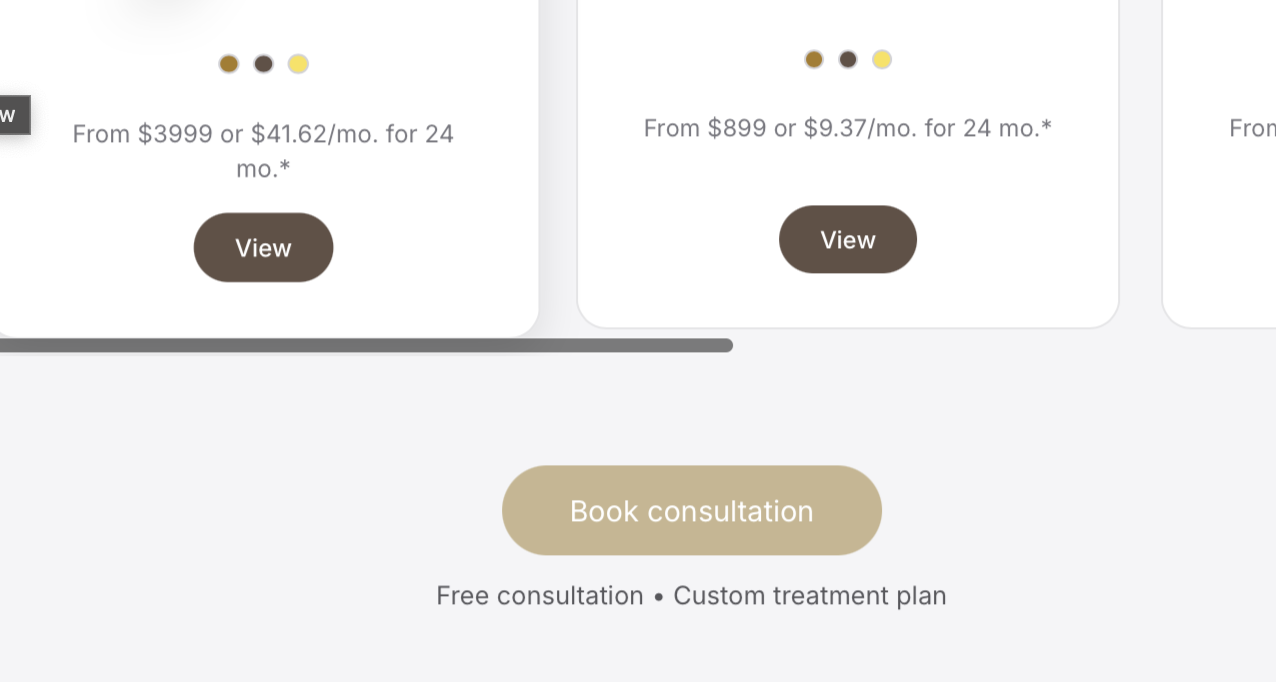 w
From $3999 or $41.62/mo. for 24
mo.*
From $899 or $9.37/mo. for 24 mo.*
From
View
View
Book consultation
Free consultation • Custom treatment plan